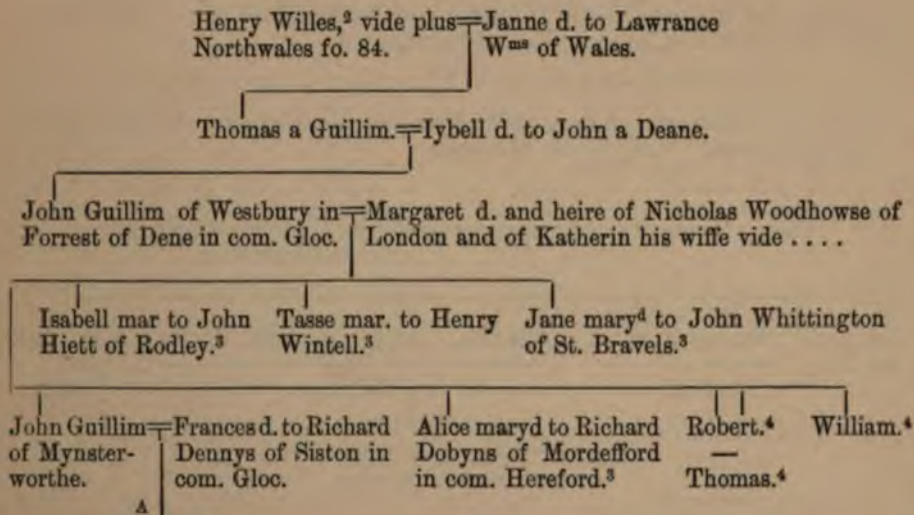 Henry Willes,² vide plus=Janne d. to Lawrance
Northwales fo. 84. Wᵐˢ of Wales.
Thomas a Guillim.=Iybell d. to John a Deane.
John Guillim of Westbury in=Margaret d. and heire of Nicholas Woodhowse of
Forrest of Dene in com. Gloc. London and of Katherin his wiffe vide . . . .
Isabell mar to John Tasse mar. to Henry Jane maryᵈ to John Whittington
Hiett of Rodley.³ Wintell.³ of St. Bravels.³
John Guillim=Frances d. to Richard Alice maryd to Richard Robert.⁴ William.⁴
of Mynster- Dennys of Siston in Dobyns of Mordefford —
worthe. com. Gloc. in com. Hereford.³ Thomas.⁴
A